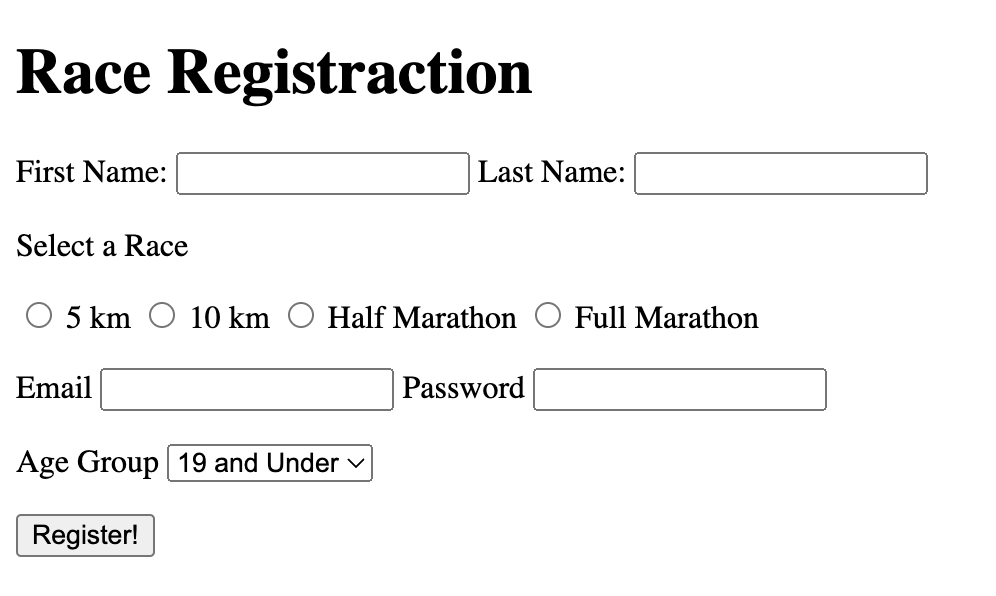 Race Registraction
First Name: Last Name:
Select a Race
5 km 10 km Half Marathon Full Marathon
Email Password
Age Group 19 and Under
Register!